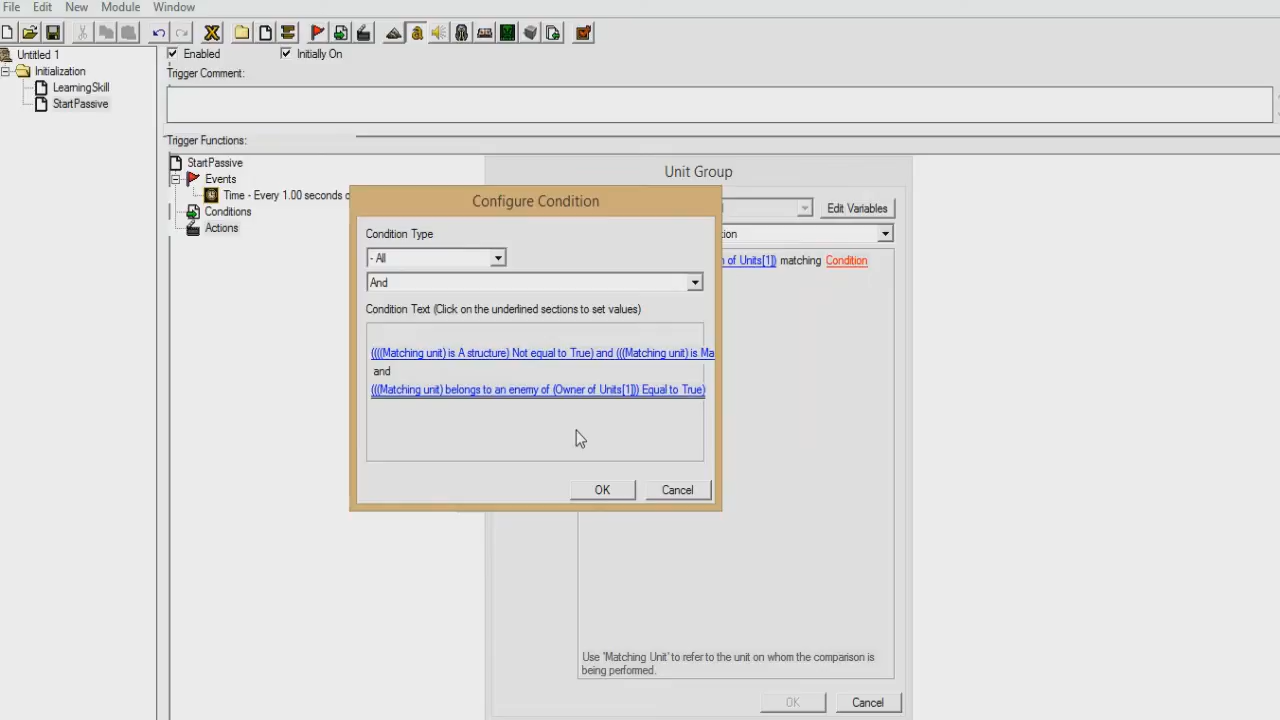 File Edit New Module Window
Untitled 1
Initialization
LearningSkill
StartPassive
Enabled Initially On
Trigger Comment:
Trigger Functions:
StartPassive
Events
Time - Every 1.00 seconds
Conditions
Actions
Unit Group
Edit Variables
of Units[1]) matching Condition
Use 'Matching Unit' to refer to the unit on whom the comparison is
being performed.
OK Cancel
Configure Condition
Condition Type
- All
And
Condition Text (Click on the underlined sections to set values)
((((Matching unit) is A structure) Not equal to True) and (((Matching unit) is Ma
and
(((Matching unit) belongs to an enemy of (Owner of Units[1])) Equal to True)
OK Cancel